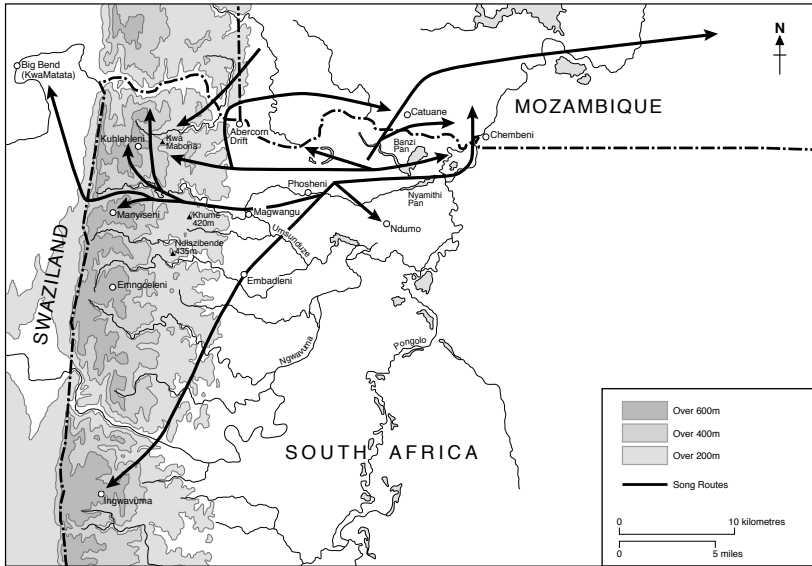 N
Big Bend
(KwaMatata)
MOZAMBIQUE
Catuane
Abercorn
Drift
Chembeni
Kuhlehleni
Kwa
Mabona
Banzi
Pan
Phosheni
Nyamithi
Pan
Manyiseni
Khume
420m
Magwangu
Ndumo
Umsunduze
Ndlazibende
435m
SWAZILAND
Embadleni
Emngceleni
Ngwavuma
Pongolo
SOUTH AFRICA
Ingwavuma
Over 600m
Over 400m
Over 200m
Song Routes
0 10 kilometres
0 5 miles